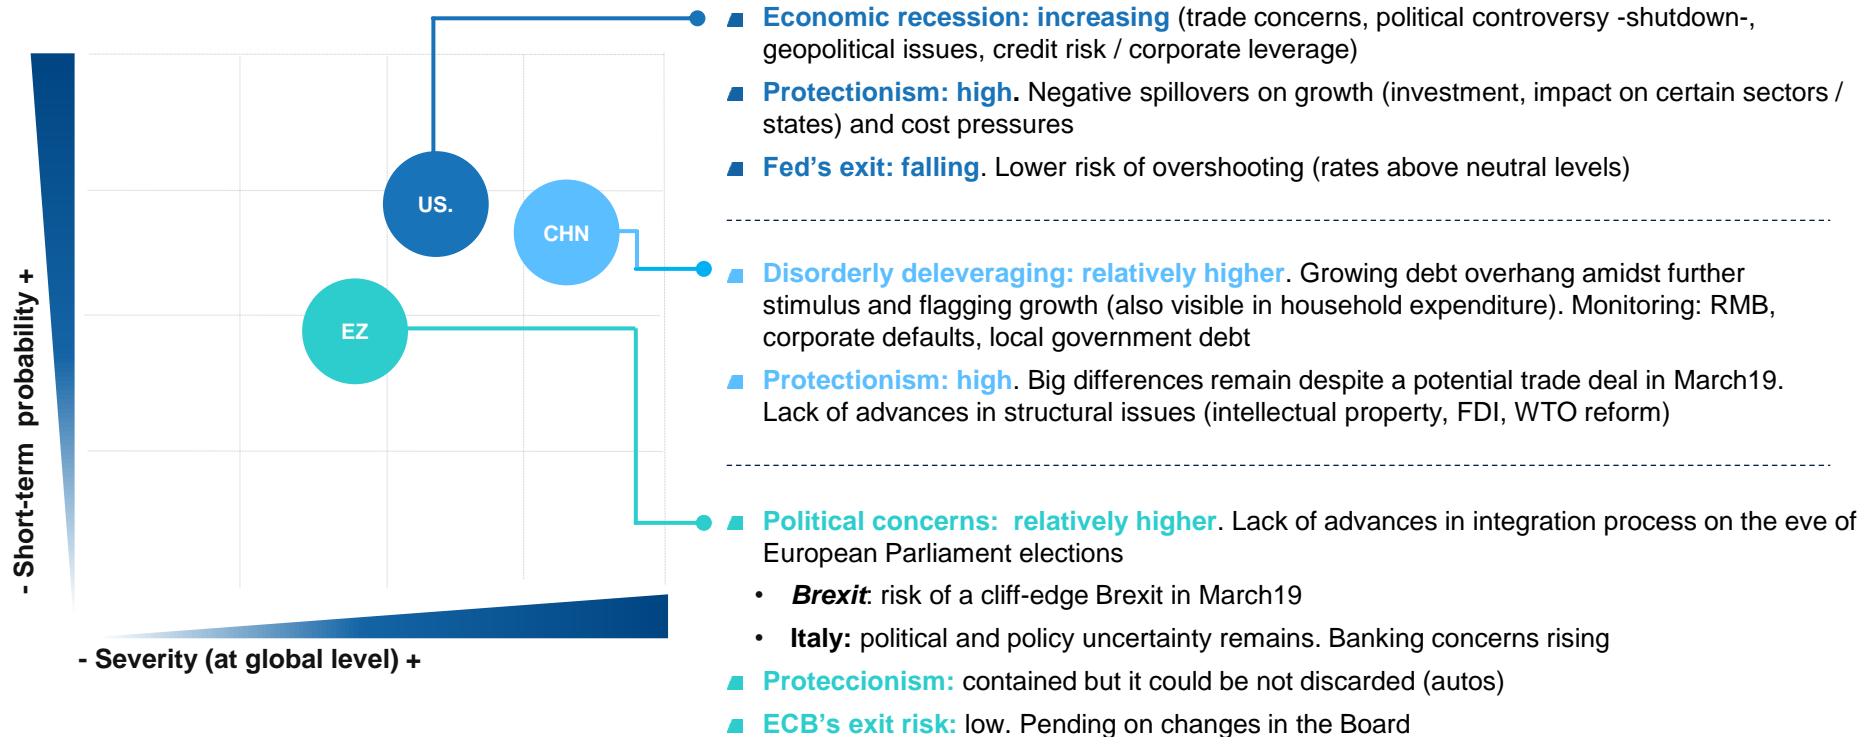 Economic recession: increasing (trade concerns, political controversy -shutdown-,
geopolitical issues, credit risk / corporate leverage)
Protectionism: high. Negative spillovers on growth (investment, impact on certain sectors /
states) and cost pressures
Fed's exit: falling. Lower risk of overshooting (rates above neutral levels)
US.
CHN
EZ
- Short-term probability +
- Severity (at global level) +
Disorderly deleveraging: relatively higher. Growing debt overhang amidst further
stimulus and flagging growth (also visible in household expenditure). Monitoring: RMB,
corporate defaults, local government debt
Protectionism: high. Big differences remain despite a potential trade deal in March19.
Lack of advances in structural issues (intellectual property, FDI, WTO reform)
Political concerns: relatively higher. Lack of advances in integration process on the eve of
European Parliament elections
• Brexit: risk of a cliff-edge Brexit in March19
• Italy: political and policy uncertainty remains. Banking concerns rising
Proteccionism: contained but it could be not discarded (autos)
ECB's exit risk: low. Pending on changes in the Board